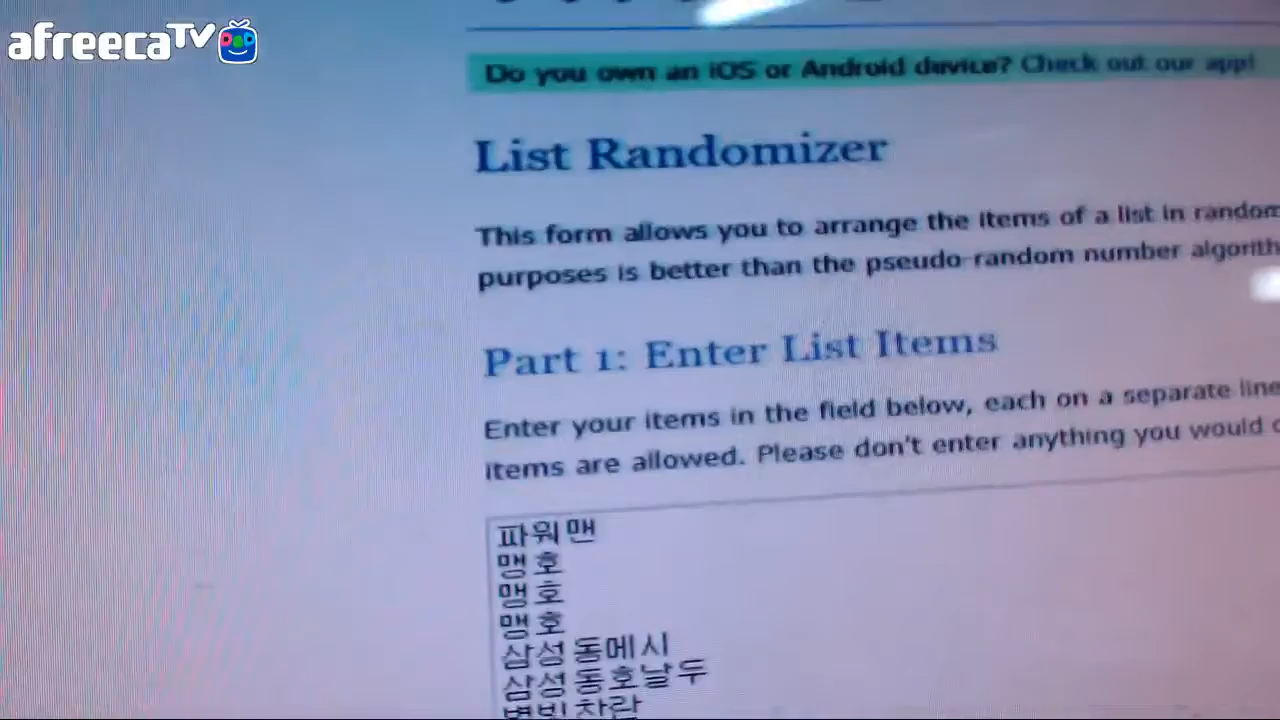 afreecaTV
Do you own an iOS or Android device? Check out our app!
List Randomizer
This form allows you to arrange the items of a list in random
purposes is better than the pseudo-random number algorith
Part 1: Enter List Items
Enter your items in the field below, each on a separate line
items are allowed. Please don't enter anything you would
파워맨
맹호
맹호
맹호
삼성동메시
삼성동호날두
별빛찬란